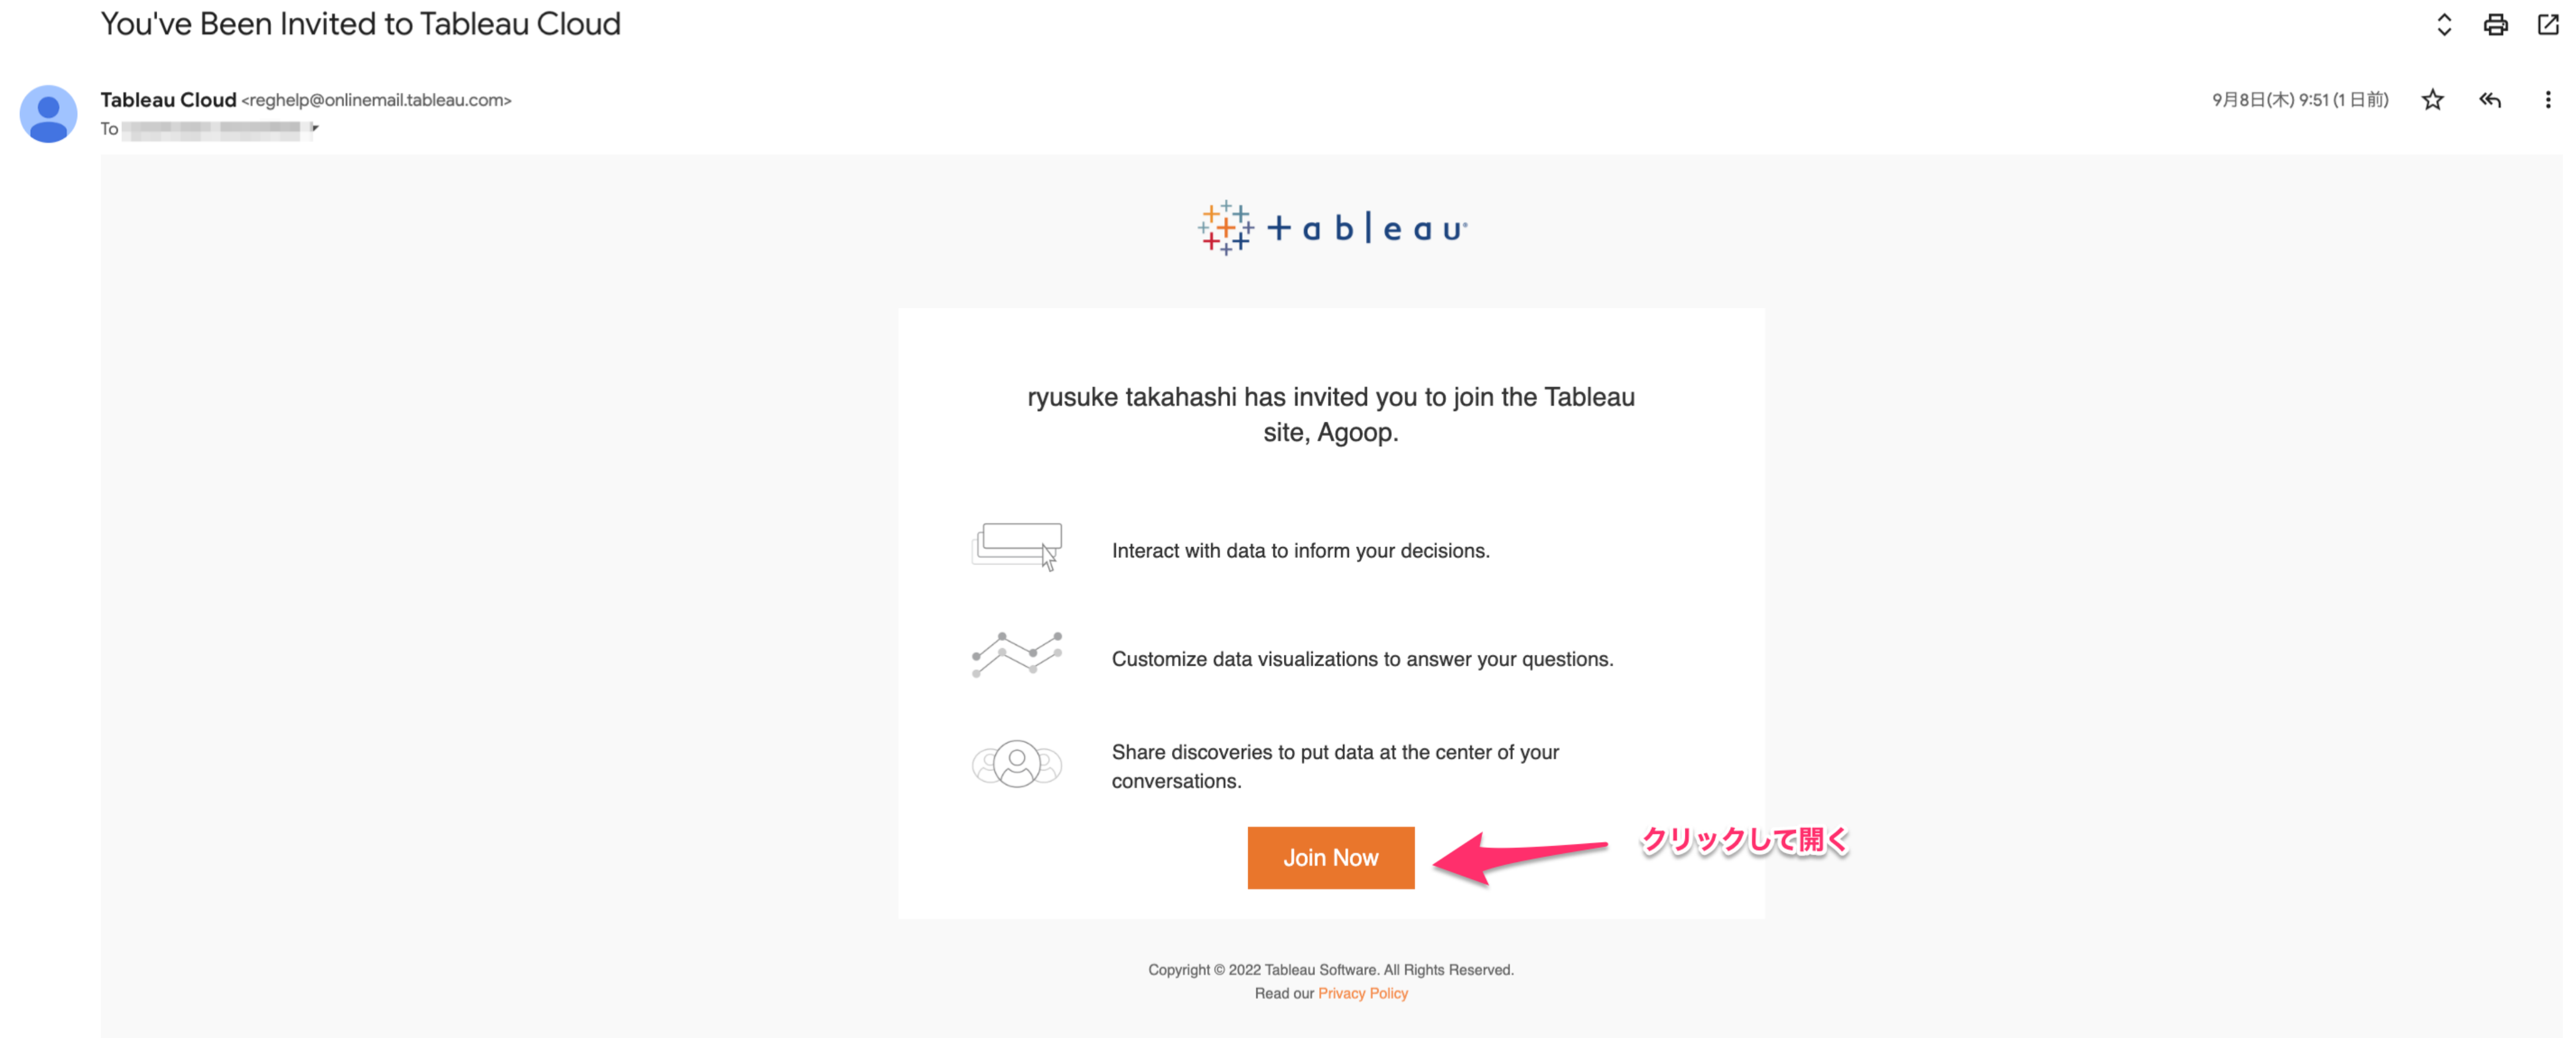 You've Been Invited to Tableau Cloud
Tableau Cloud <reghelp@onlinemail.tableau.com>
9月8日(木) 9:51 (1 日前)
To
+ableau
ryusuke takahashi has invited you to join the Tableau
site, Agoop.
Interact with data to inform your decisions.
Customize data visualizations to answer your questions.
Share discoveries to put data at the center of your
conversations.
Join Now
クリックして開く
Copyright © 2022 Tableau Software. All Rights Reserved.
Read our Privacy Policy